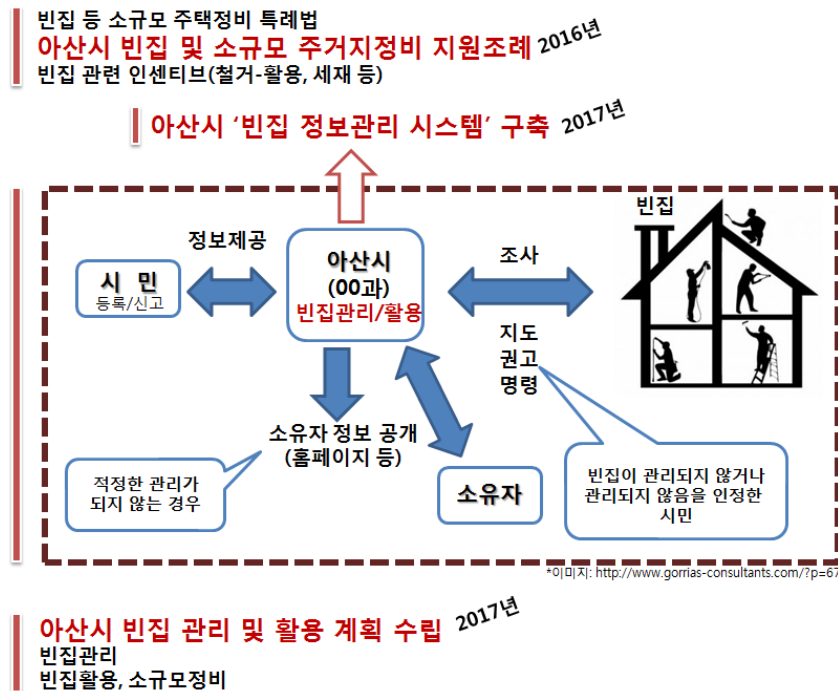 빈집 등 소규모 주택정비 특례법
아산시 빈집 및 소규모 주거지정비 지원조례 2016년
빈집 관련 인센티브(철거-활용, 세재 등)
아산시 ‘빈집 정보관리 시스템’ 구축 2017년
빈집
정보제공
아산시
(00과)
빈집관리/활용
조사
시 민
등록/신고
지도
권고
명령
소유자 정보 공개
(홈페이지 등)
적정한 관리가
되지 않는 경우
소유자
빈집이 관리되지 않거나
관리되지 않음을 인정한
시민
*이미지: http://www.gorrias-consultants.com/?p=67
아산시 빈집 관리 및 활용 계획 수립 2017년
빈집관리
빈집활용, 소규모정비